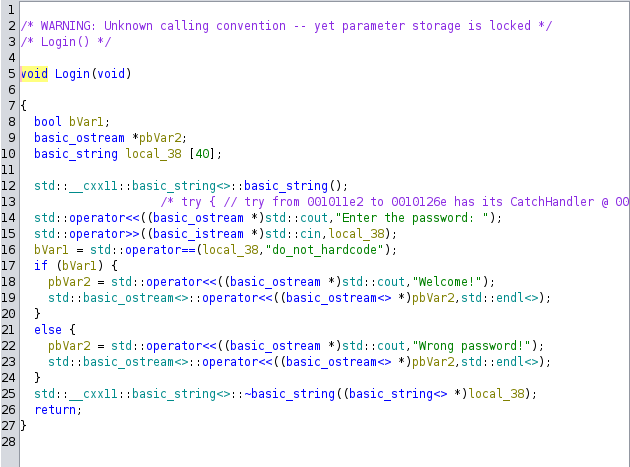 1
2 /* WARNING: Unknown calling convention -- yet parameter storage is locked */
3 /* Login() */
4
5 void Login(void)
6
7 {
8 bool bVar1;
9 basic_ostream *pbVar2;
10 basic_string local_38 [40];
11
12 std::__cxx11::basic_string<>::basic_string();
13 /* try { // try from 001011e2 to 0010126e has its CatchHandler @ 00
14 std::operator<<((basic_ostream *)std::cout,"Enter the password: ");
15 std::operator>>((basic_istream *)std::cin,local_38);
16 bVar1 = std::operator==(local_38,"do_not_hardcode");
17 if (bVar1) {
18 pbVar2 = std::operator<<((basic_ostream *)std::cout,"Welcome!");
19 std::basic_ostream<>::operator<<((basic_ostream<> *)pbVar2,std::endl<>);
20 }
21 else {
22 pbVar2 = std::operator<<((basic_ostream *)std::cout,"Wrong password!");
23 std::basic_ostream<>::operator<<((basic_ostream<> *)pbVar2,std::endl<>);
24 }
25 std::__cxx11::basic_string<>::~basic_string((basic_string<> *)local_38);
26 return;
27 }
28